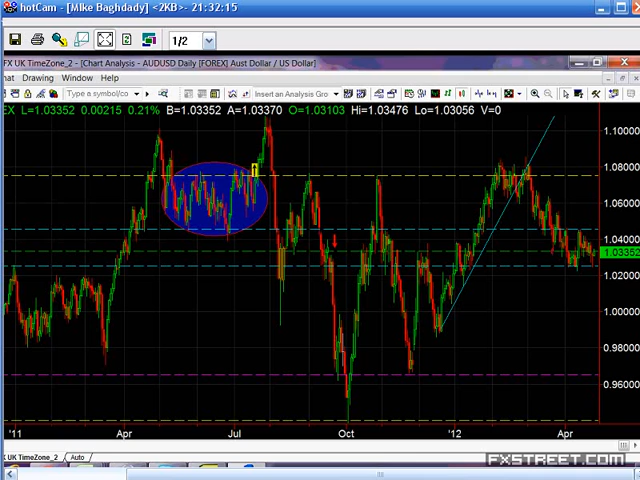 hotCam - [MIke Baghdady] <2KB>- 21:32:15
1/2
FX UK TimeZone_2 - [Chart Analysis - AUDUSD Daily [FOREX] Aust Dollar / US Dollar]
mat Drawing Window Help
Type a symbol or co
Insert an Analysis Gro
EX L=1.03352 0.00215 0.21% B=1.03352 A=1.03370 O=1.03103 Hi=1.03476 Lo=1.03056 V=0
1.10000
1.08000
1.06000
1.04000
1.03352
1.02000
1.00000
0.98000
0.96000
'11 Apr Jul Oct '12 Apr
X UK TimeZone_2 Auto
FXSTREET.COM